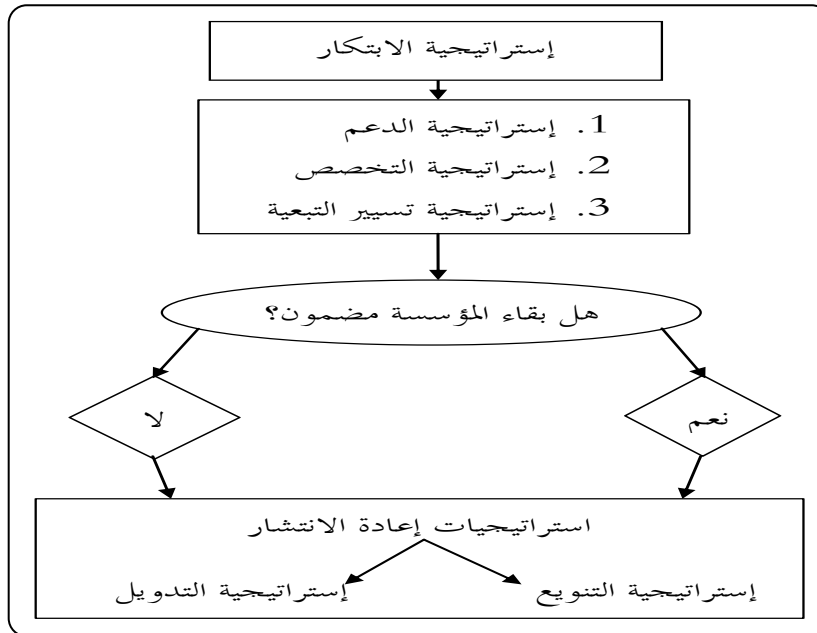 إستراتيجية الابتكار
1. إستراتيجية الدعم
2. إستراتيجية التخصص
3. إستراتيجية تسيير التبعية
هل بقاء المؤسسة مضمون؟
نعم
لا
استراتيجيات إعادة الانتشار
إستراتيجية التنويع
إستراتيجية التدويل